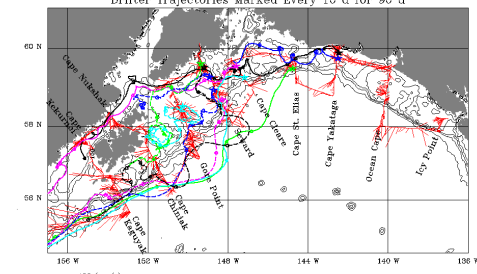 Drifter Trajectories Marked Every 10 d for 90 d
60 N
58 N
56 N
Cape Nukshak
Cape Kekurnoi
Cape Kaguyak
Cape Chiniak
Gore Point
Seward
Cape Cleare
Cape St. Elias
Cape Yakataga
Ocean Cape
Icy Point
156 W
152 W
148 W
144 W
140 W
136 W